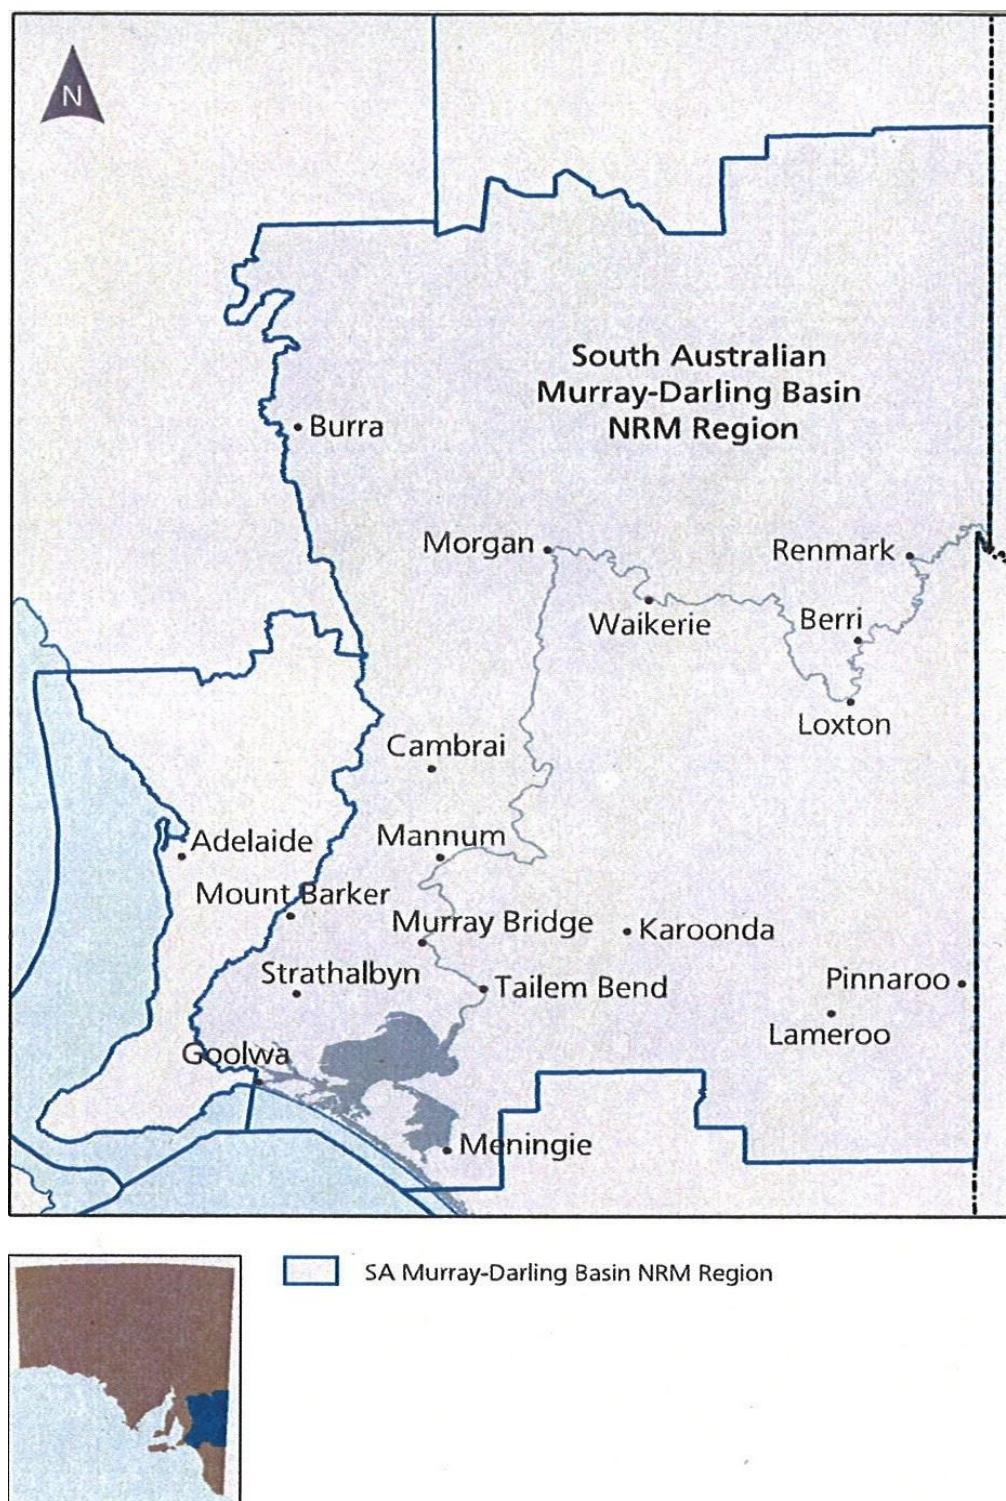 N
South Australian
Murray-Darling Basin
NRM Region
Burra
Morgan
Renmark
Waikerie
Berri
Loxton
Cambrai
Adelaide
Mannum
Mount Barker
Murray Bridge
Karoonda
Strathalbyn
Tailem Bend
Pinnaroo
Lameroo
Goolwa
Meningie
SA Murray-Darling Basin NRM Region